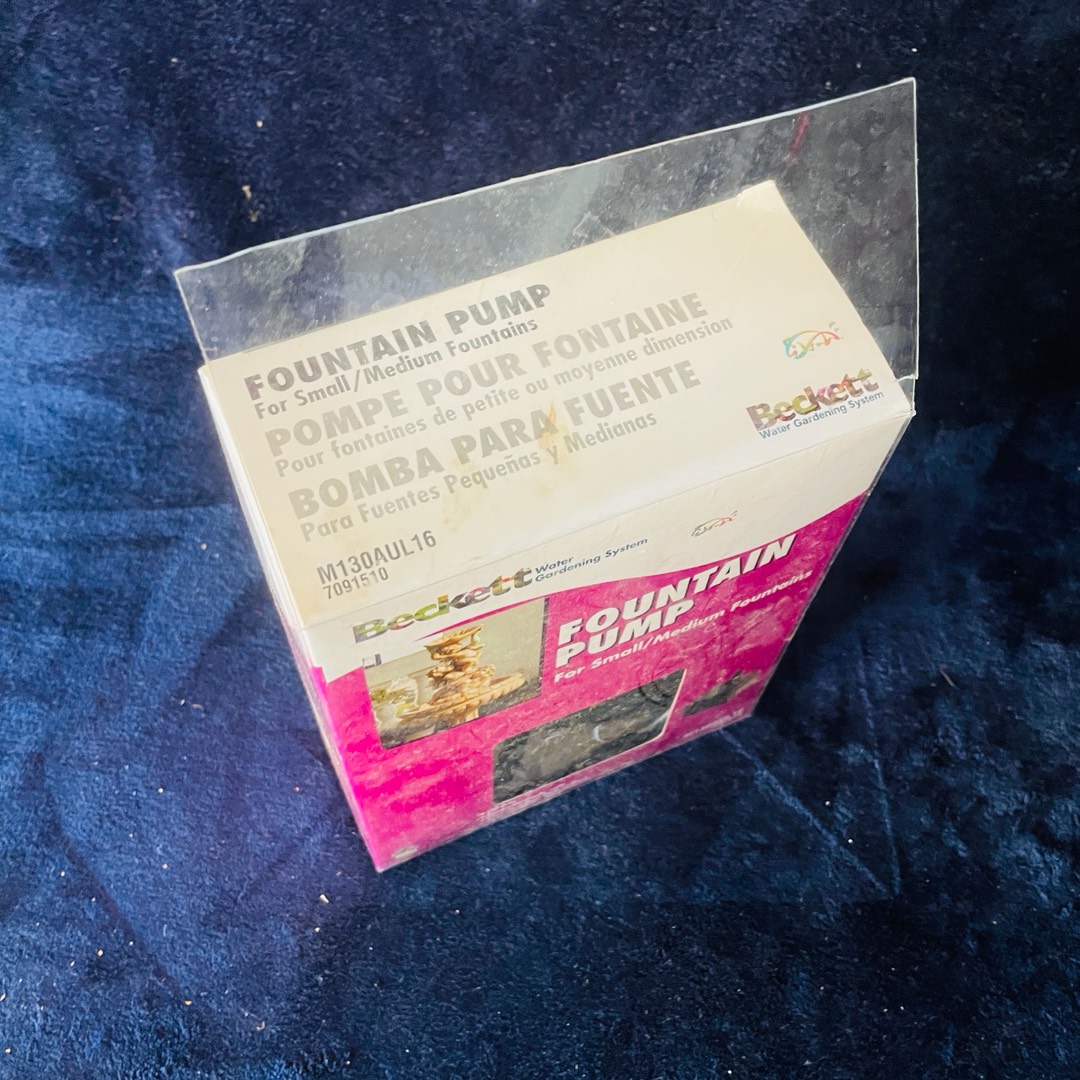 FOUNTAIN PUMP
For Small/Medium Fountains
POMPE POUR FONTAINE
Pour fontaines de petite ou moyenne dimension
BOMBA PARA FUENTE
Para Fuentes Pequeñas y Medianas
M130AUL16
7091510
Beckett
Water Gardening System
Beckett Water
Gardening System
FOUNTAIN
PUMP
For Small/Medium Fountains